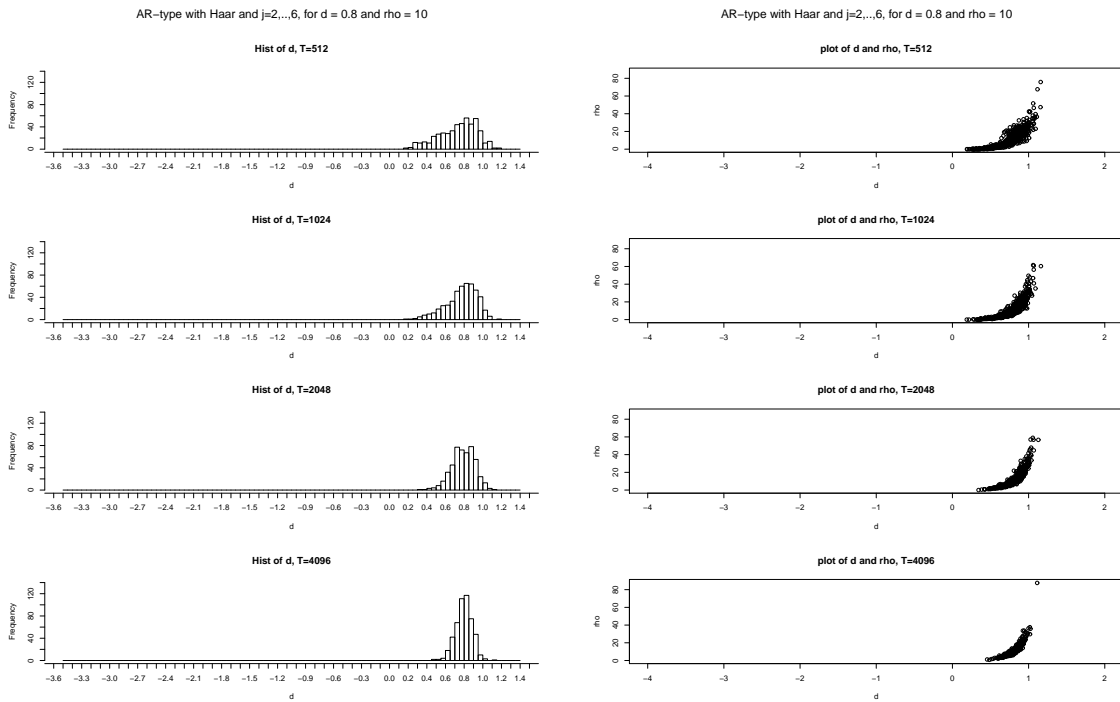 AR−type with Haar and j=2,..,6, for d = 0.8 and rho = 10
Hist of d, T=512
Frequency
0 40 120
−3.6 −3.3 −3.0 −2.7 −2.4 −2.1 −1.8 −1.5 −1.2 −0.9 −0.6 −0.3 0.0 0.2 0.4 0.6 0.8 1.0 1.2 1.4
d
Hist of d, T=1024
Frequency
0 40 120
−3.6 −3.3 −3.0 −2.7 −2.4 −2.1 −1.8 −1.5 −1.2 −0.9 −0.6 −0.3 0.0 0.2 0.4 0.6 0.8 1.0 1.2 1.4
d
Hist of d, T=2048
Frequency
0 40 120
−3.6 −3.3 −3.0 −2.7 −2.4 −2.1 −1.8 −1.5 −1.2 −0.9 −0.6 −0.3 0.0 0.2 0.4 0.6 0.8 1.0 1.2 1.4
d
Hist of d, T=4096
Frequency
0 40 120
−3.6 −3.3 −3.0 −2.7 −2.4 −2.1 −1.8 −1.5 −1.2 −0.9 −0.6 −0.3 0.0 0.2 0.4 0.6 0.8 1.0 1.2 1.4
d
AR−type with Haar and j=2,..,6, for d = 0.8 and rho = 10
plot of d and rho, T=512
rho
0 20 40 60 80
−4 −3 −2 −1 0 1 2
d
plot of d and rho, T=1024
rho
0 20 40 60 80
−4 −3 −2 −1 0 1 2
d
plot of d and rho, T=2048
rho
0 20 40 60 80
−4 −3 −2 −1 0 1 2
d
plot of d and rho, T=4096
rho
0 20 40 60 80
−4 −3 −2 −1 0 1 2
d